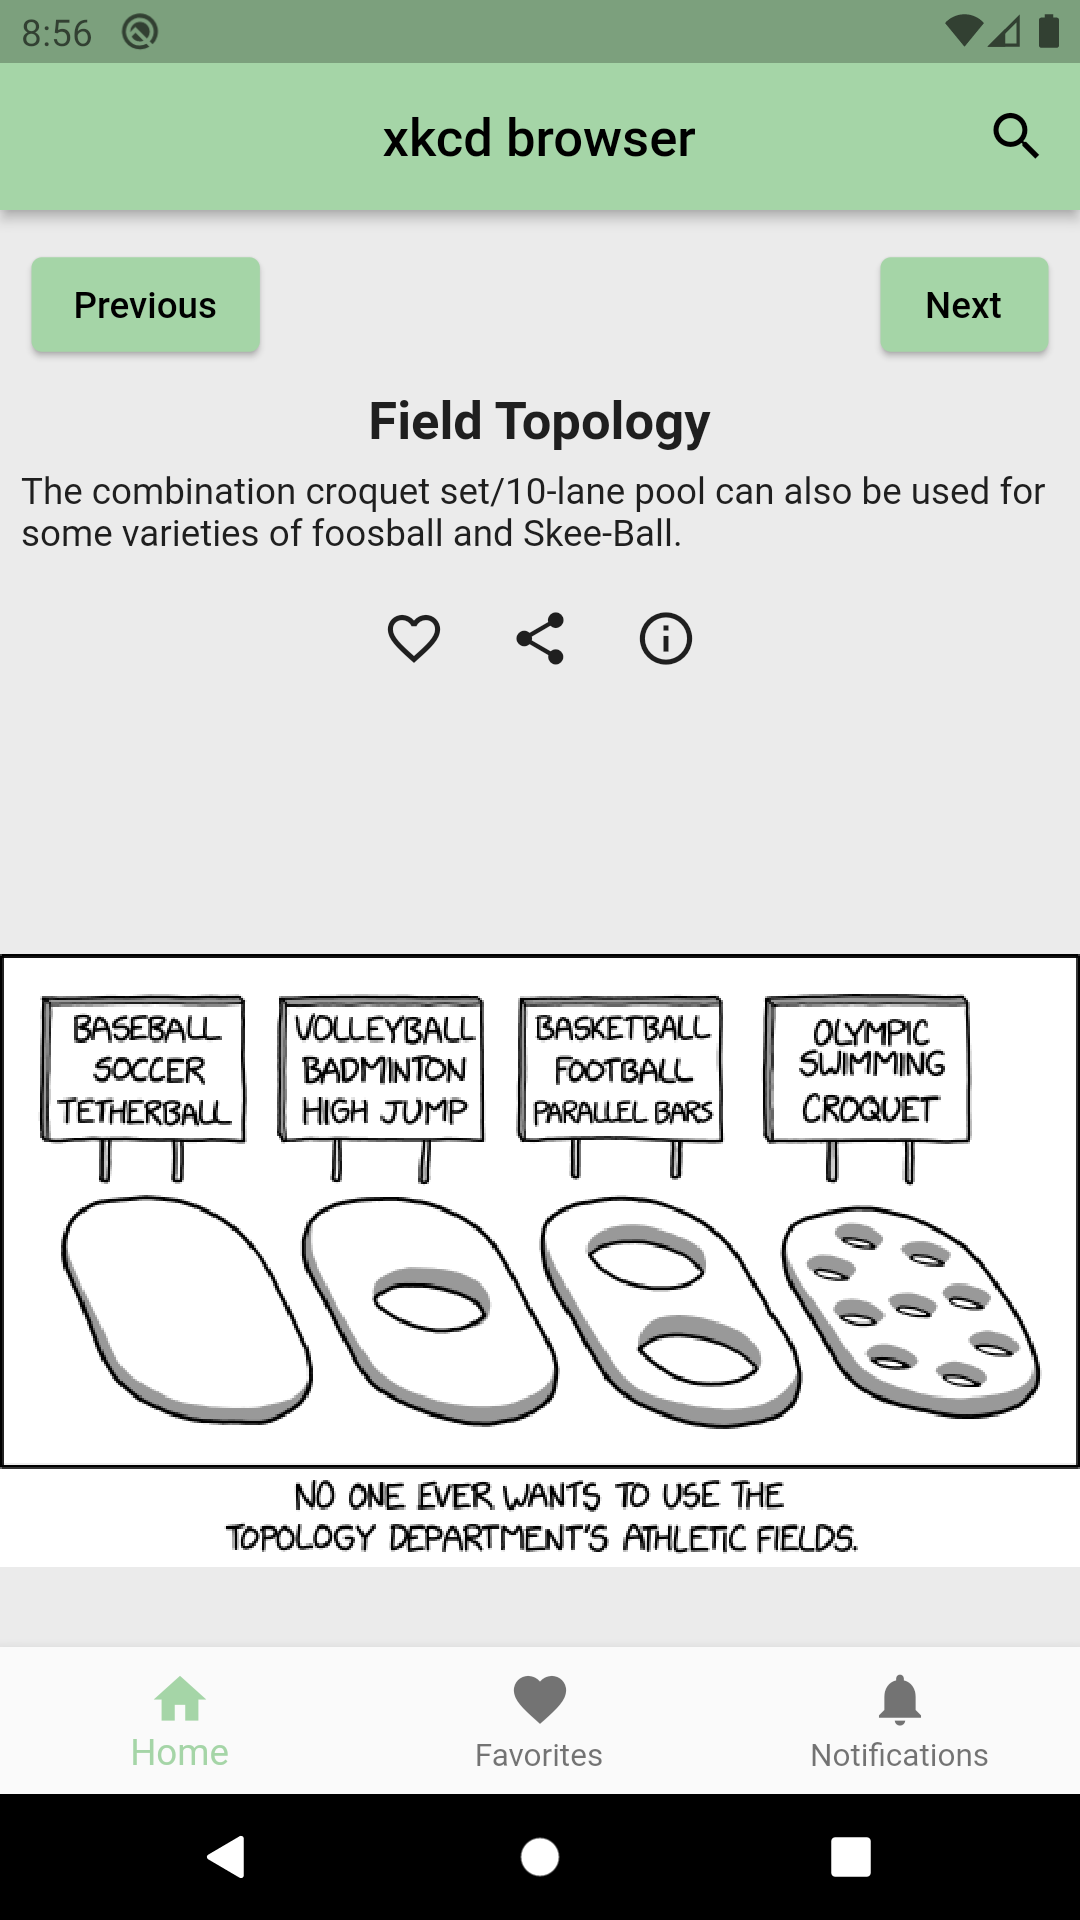 8:56
xkcd browser
Previous
Next
Field Topology
The combination croquet set/10-lane pool can also be used for
some varieties of foosball and Skee-Ball.
BASEBALL
SOCCER
TETHERBALL
VOLLEYBALL
BADMINTON
HIGH JUMP
BASKETBALL
FOOTBALL
PARALLEL BARS
OLYMPIC
SWIMMING
CROQUET
NO ONE EVER WANTS TO USE THE
TOPOLOGY DEPARTMENT'S ATHLETIC FIELDS.
Home
Favorites
Notifications